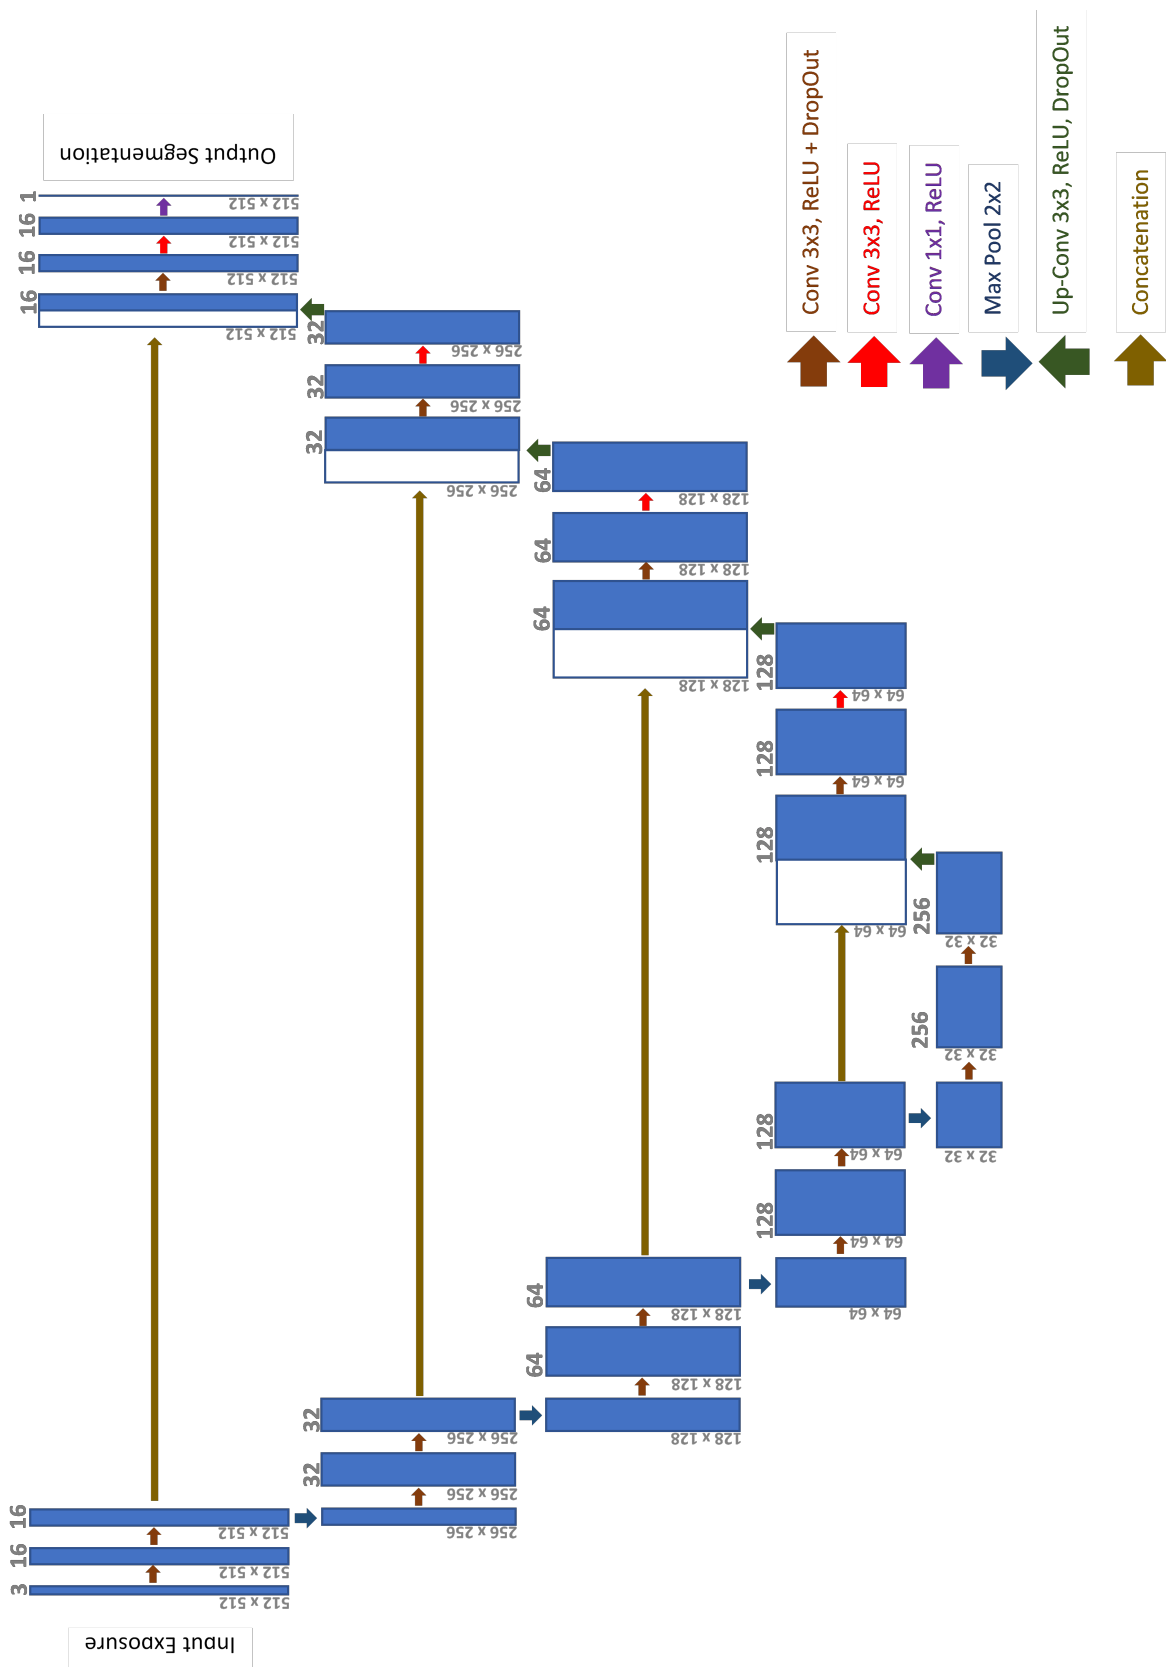 Input Exposure
3
512 x 512
16
512 x 512
16
512 x 512
256 x 256
32
256 x 256
32
256 x 256
128 x 128
64
128 x 128
64
128 x 128
64 x 64
128
64 x 64
128
64 x 64
32 x 32
256
32 x 32
256
32 x 32
128
64 x 64
128
64 x 64
128
64 x 64
64
128 x 128
64
128 x 128
64
128 x 128
32
256 x 256
32
256 x 256
32
256 x 256
16
512 x 512
16
512 x 512
16
512 x 512
1
512 x 512
Output Segmentation
Conv 3x3, ReLU + DropOut
Conv 3x3, ReLU
Conv 1x1, ReLU
Max Pool 2x2
Up-Conv 3x3, ReLU, DropOut
Concatenation